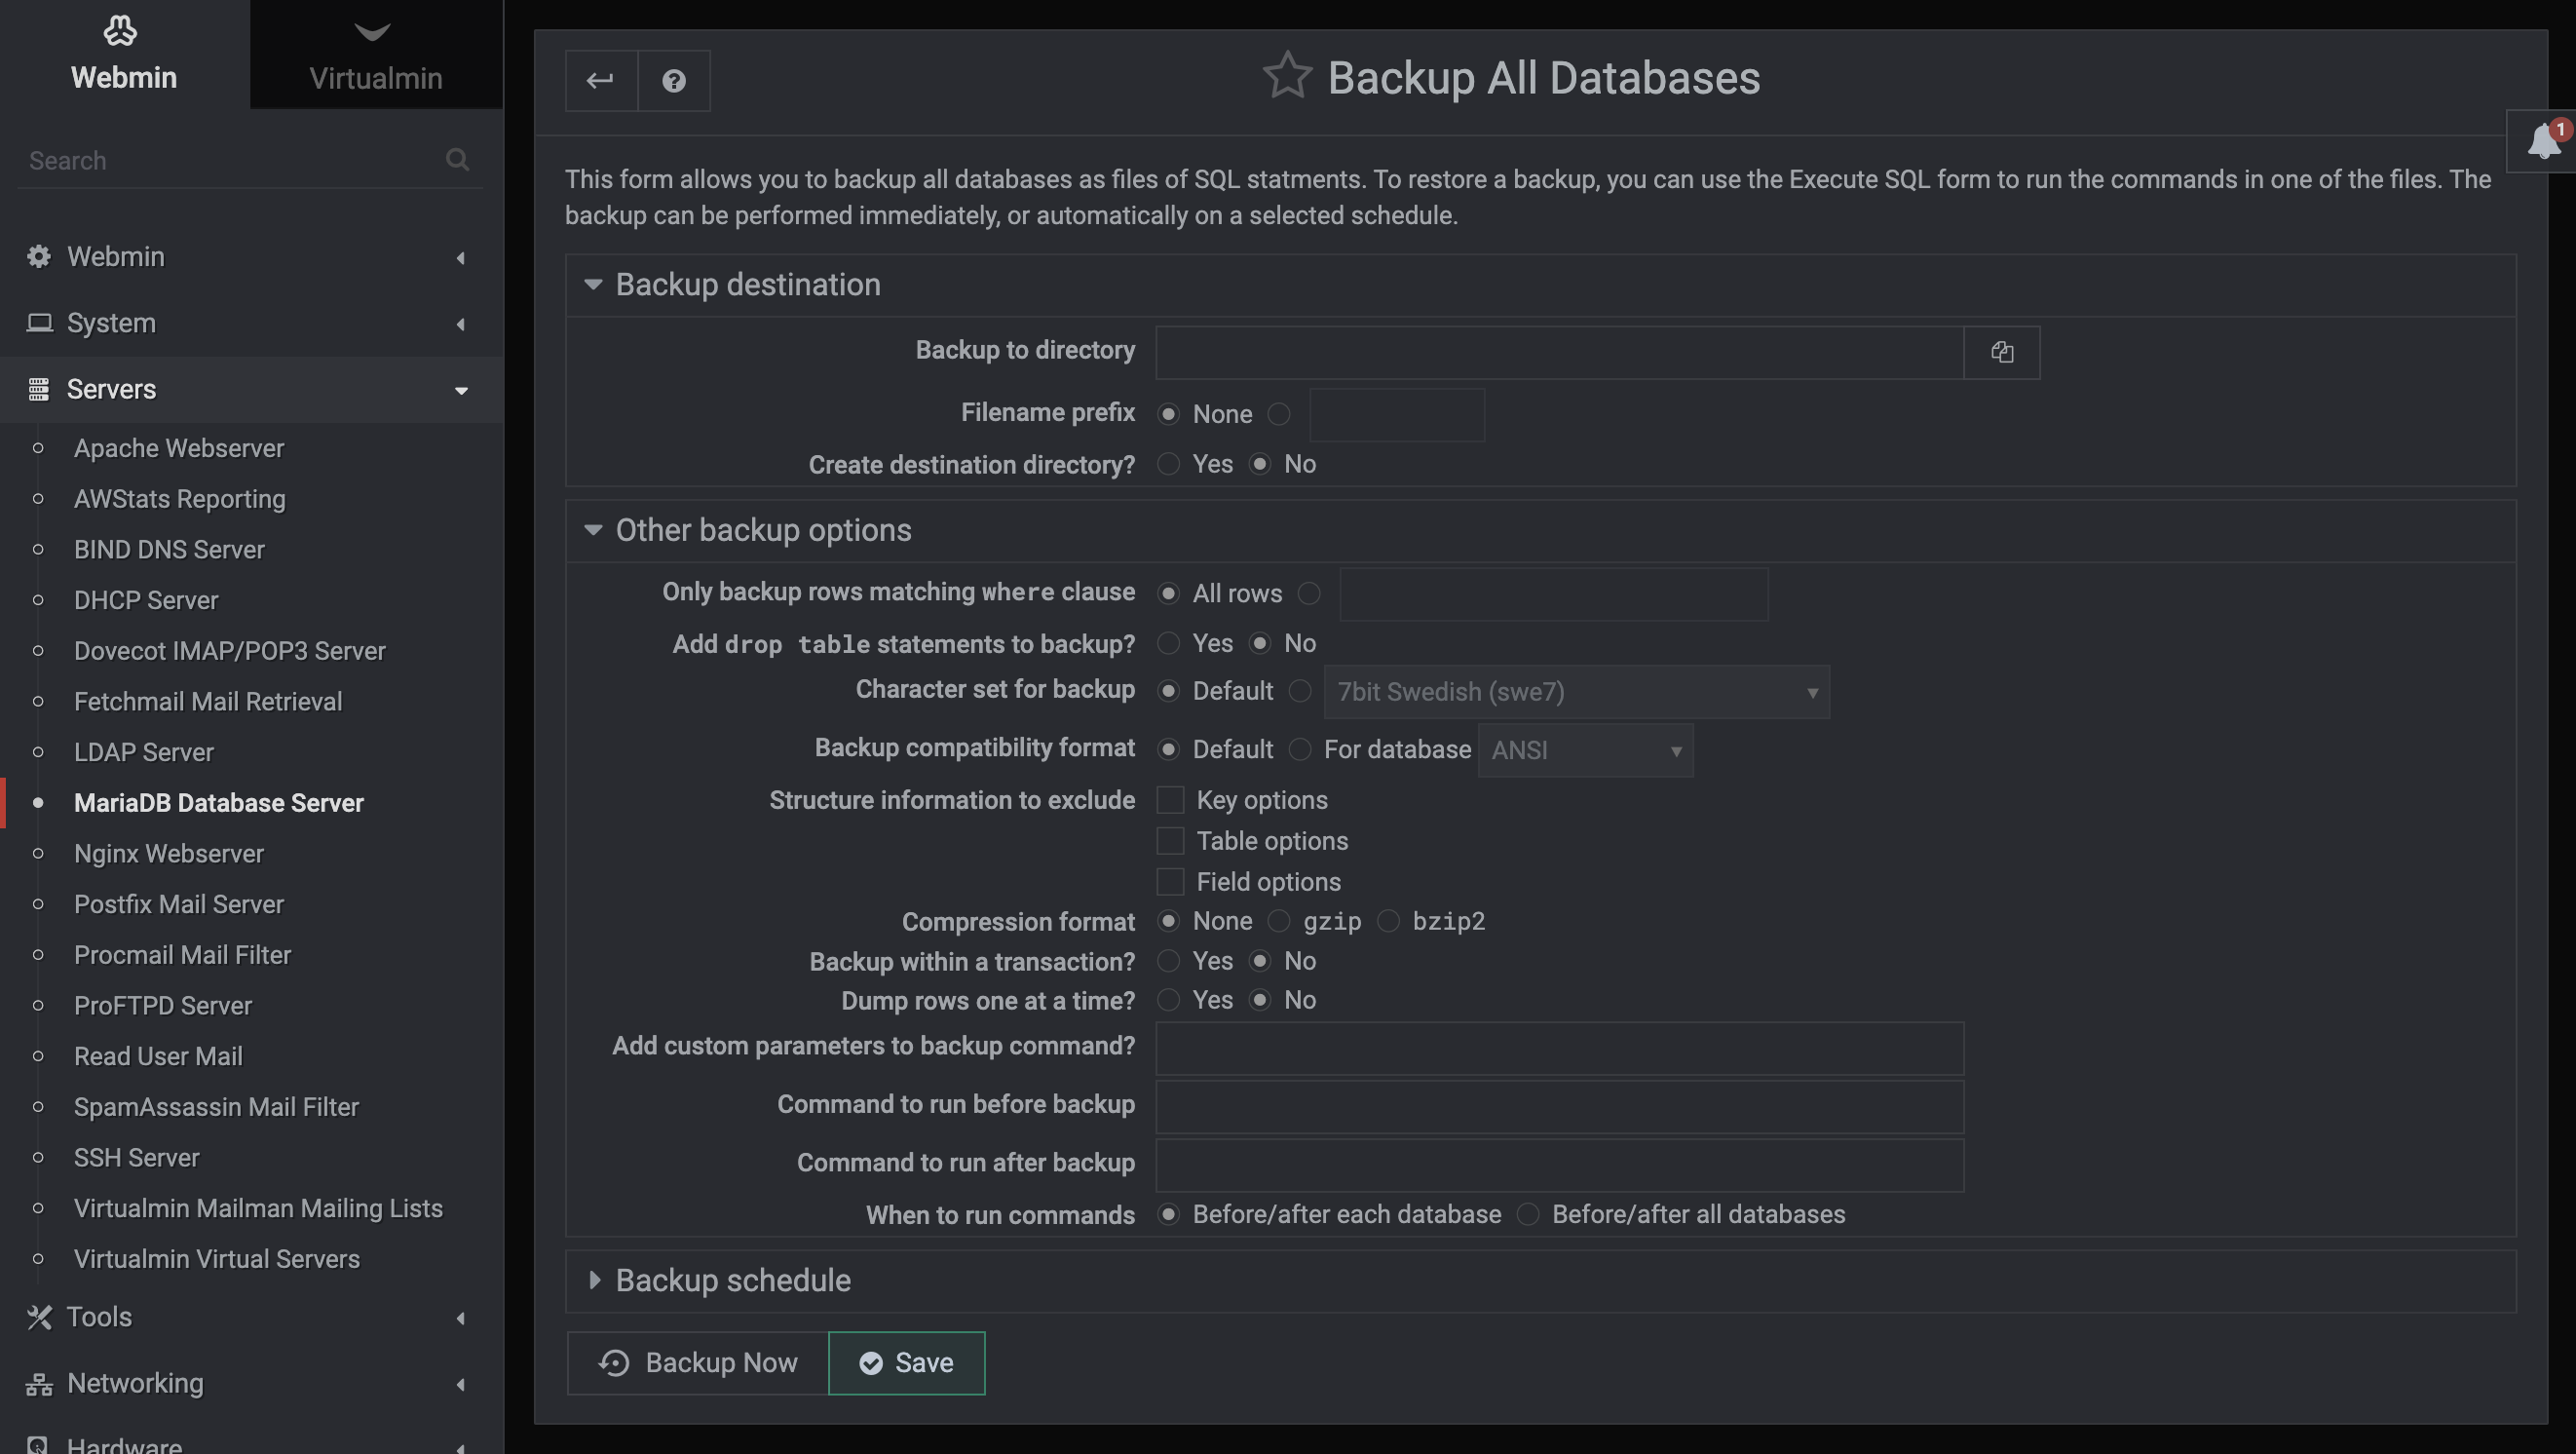 Webmin
Virtualmin
Search
Webmin
System
Servers
Apache Webserver
AWStats Reporting
BIND DNS Server
DHCP Server
Dovecot IMAP/POP3 Server
Fetchmail Mail Retrieval
LDAP Server
MariaDB Database Server
Nginx Webserver
Postfix Mail Server
Procmail Mail Filter
ProFTPD Server
Read User Mail
SpamAssassin Mail Filter
SSH Server
Virtualmin Mailman Mailing Lists
Virtualmin Virtual Servers
Tools
Networking
Hardware
Backup All Databases
1
This form allows you to backup all databases as files of SQL statments. To restore a backup, you can use the Execute SQL form to run the commands in one of the files. The
backup can be performed immediately, or automatically on a selected schedule.
Backup destination
Backup to directory
Filename prefix None
Create destination directory? Yes No
Other backup options
Only backup rows matching where clause All rows
Add drop table statements to backup? Yes No
Character set for backup Default 7bit Swedish (swe7)
Backup compatibility format Default For database ANSI
Structure information to exclude Key options
Table options
Field options
Compression format None gzip bzip2
Backup within a transaction? Yes No
Dump rows one at a time? Yes No
Add custom parameters to backup command?
Command to run before backup
Command to run after backup
When to run commands Before/after each database Before/after all databases
Backup schedule
Backup Now Save